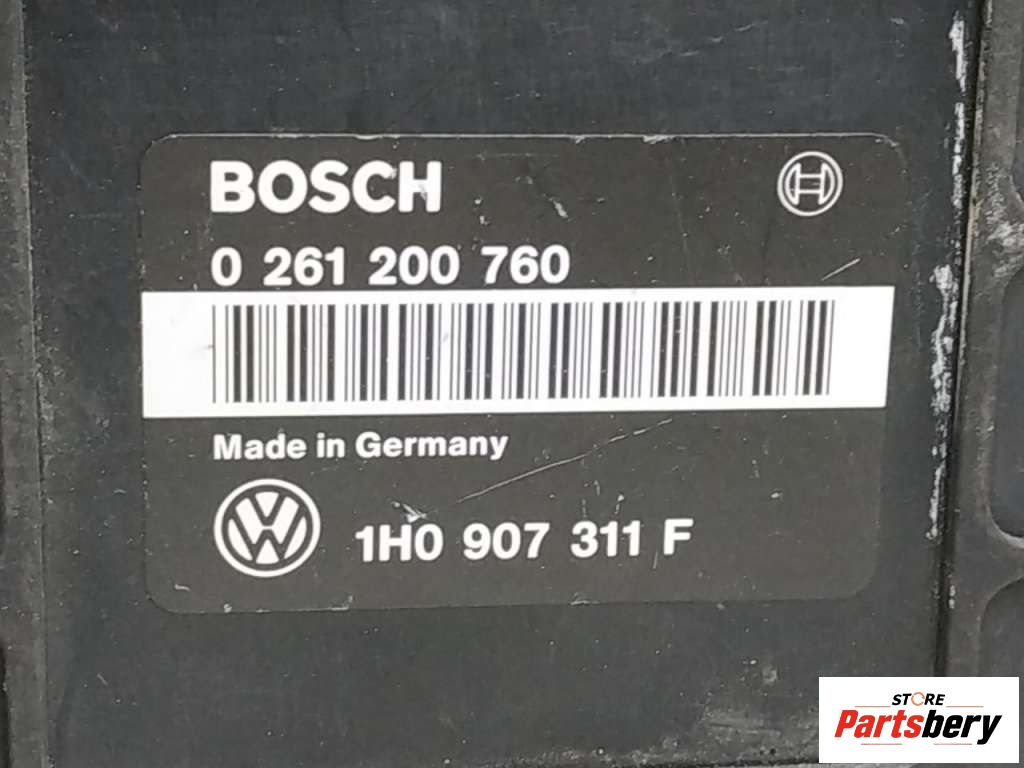 BOSCH
0 261 200 760
Made in Germany
1H0 907 311 F
STORE
Partsbery